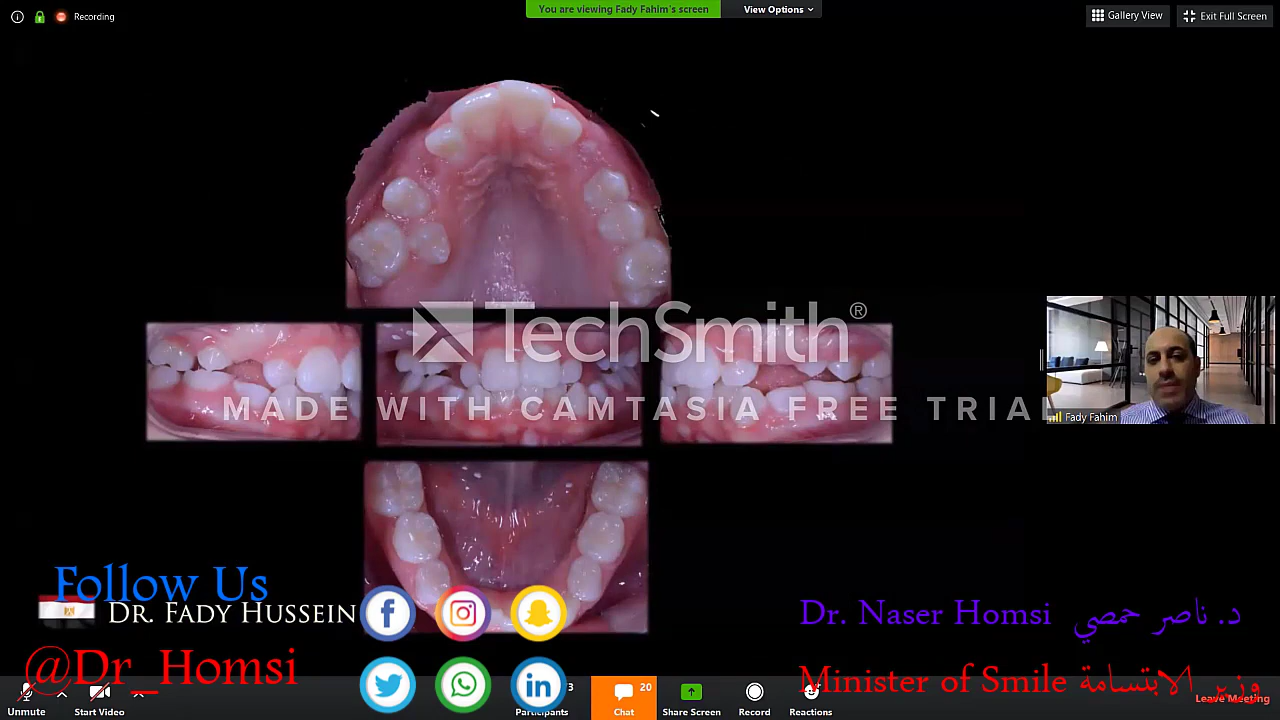 Recording
You are viewing Fady Fahim's screen
View Options
Gallery View
Exit Full Screen
TechSmith®
MADE WITH CAMTASIA FREE TRIAL
Fady Fahim
Follow Us
DR. FADY HUSSEIN
@Dr_Homsi
Dr. Naser Homsi د. ناصر حمصي
Minister of Smile وزير الابتسامة
Unmute
Start Video
Participants
3
Chat
20
Share Screen
Record
Reactions
Leave Meeting